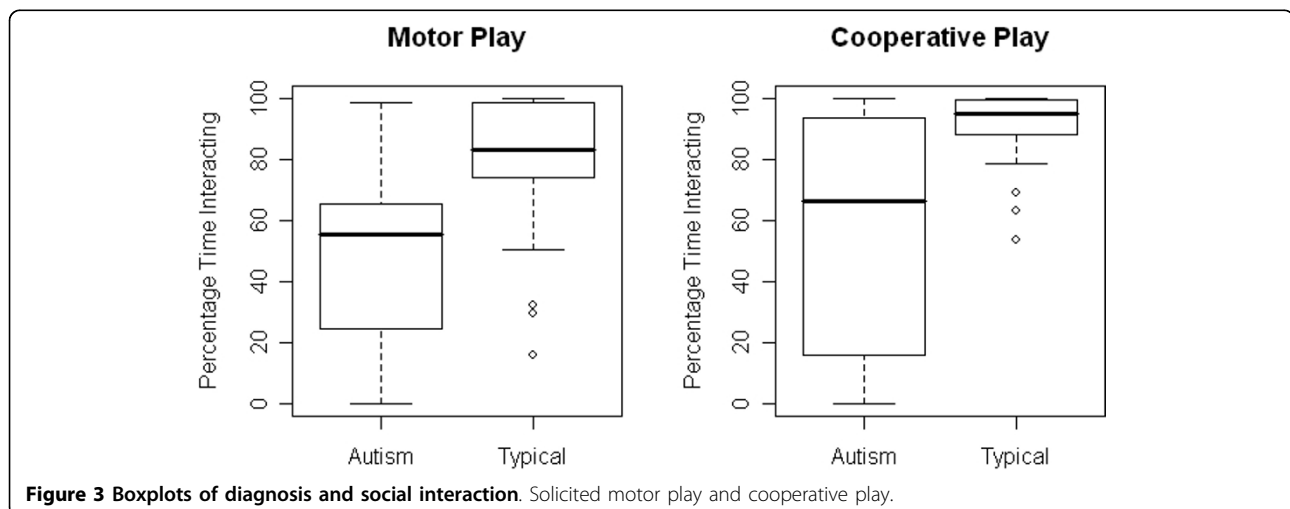 Motor Play
Cooperative Play
Percentage Time Interacting
100
80
60
40
20
0
Autism
Typical
Percentage Time Interacting
100
80
60
40
20
0
Autism
Typical
Figure 3 Boxplots of diagnosis and social interaction. Solicited motor play and cooperative play.